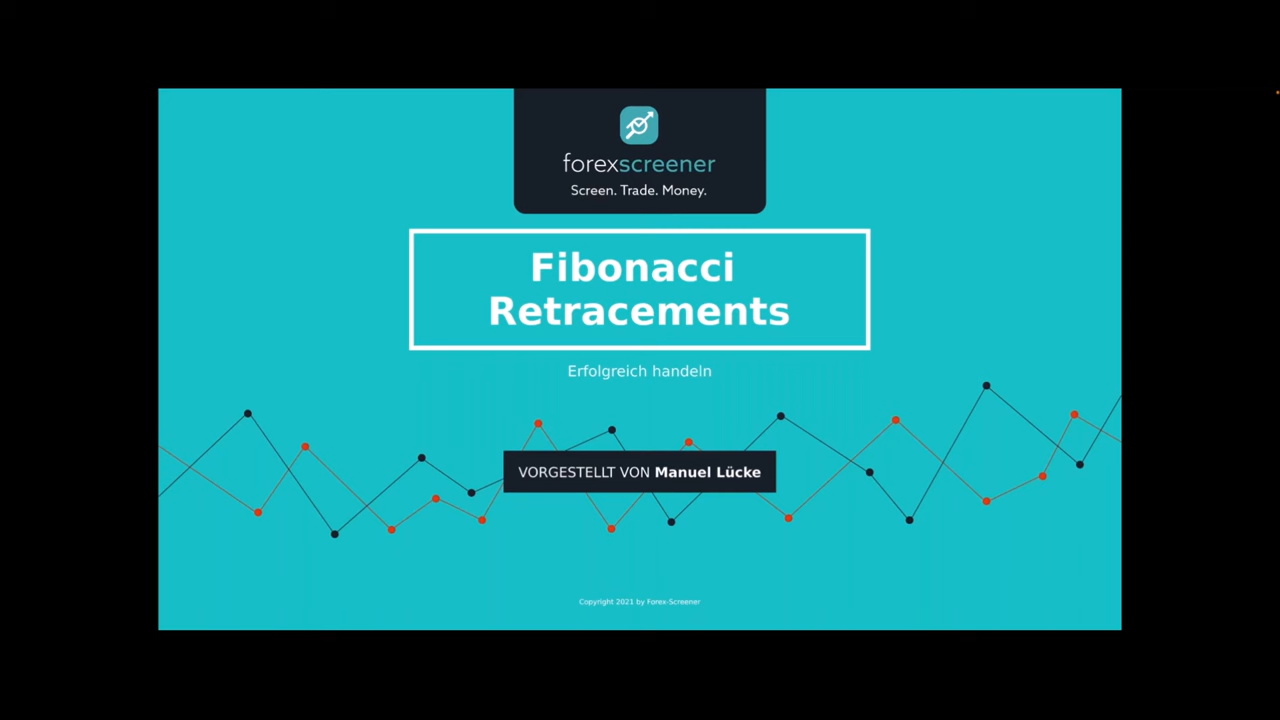 forexscreener
Screen. Trade. Money.
Fibonacci
Retracements
Erfolgreich handeln
VORGESTELLT VON Manuel Lücke
Copyright 2021 by Forex-Screener